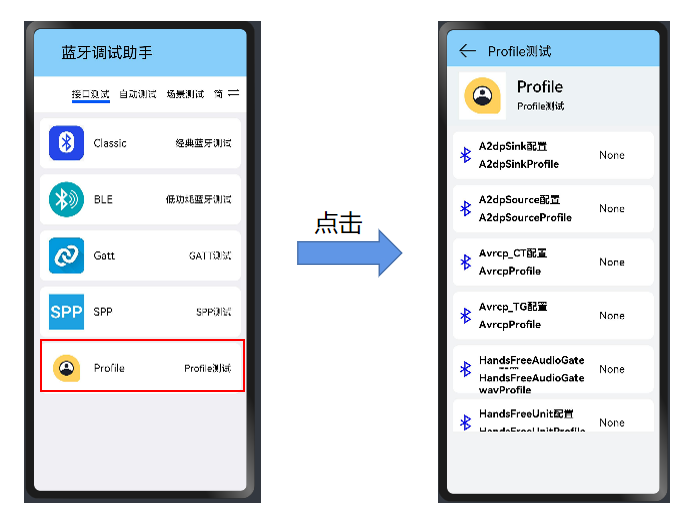 蓝牙调试助手
接口测试 自动测试 场景测试 简
Classic 经典蓝牙测试
BLE 低功耗蓝牙测试
Gatt GATT测试
SPP SPP SPP测试
Profile Profile测试
点击
Profile测试
Profile
Profile测试
A2dpSink配置
A2dpSinkProfile
None
A2dpSource配置
A2dpSourceProfile
None
Avrcp_CT配置
AvrcpProfile
None
Avrcp_TG配置
AvrcpProfile
None
HandsFreeAudioGate
HandsFreeAudioGate
wayProfile
None
HandsFreeUnit配置
HandsFreeUnitProfile
None